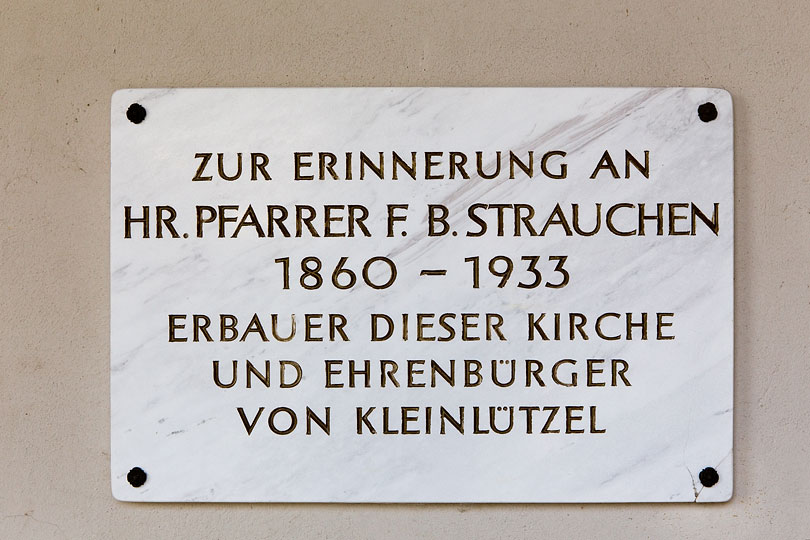 ZUR ERINNERUNG AN
HR. PFARRER F. B. STRAUCHEN
1860 – 1933
ERBAUER DIESER KIRCHE
UND EHRENBÜRGER
VON KLEINLÜTZEL